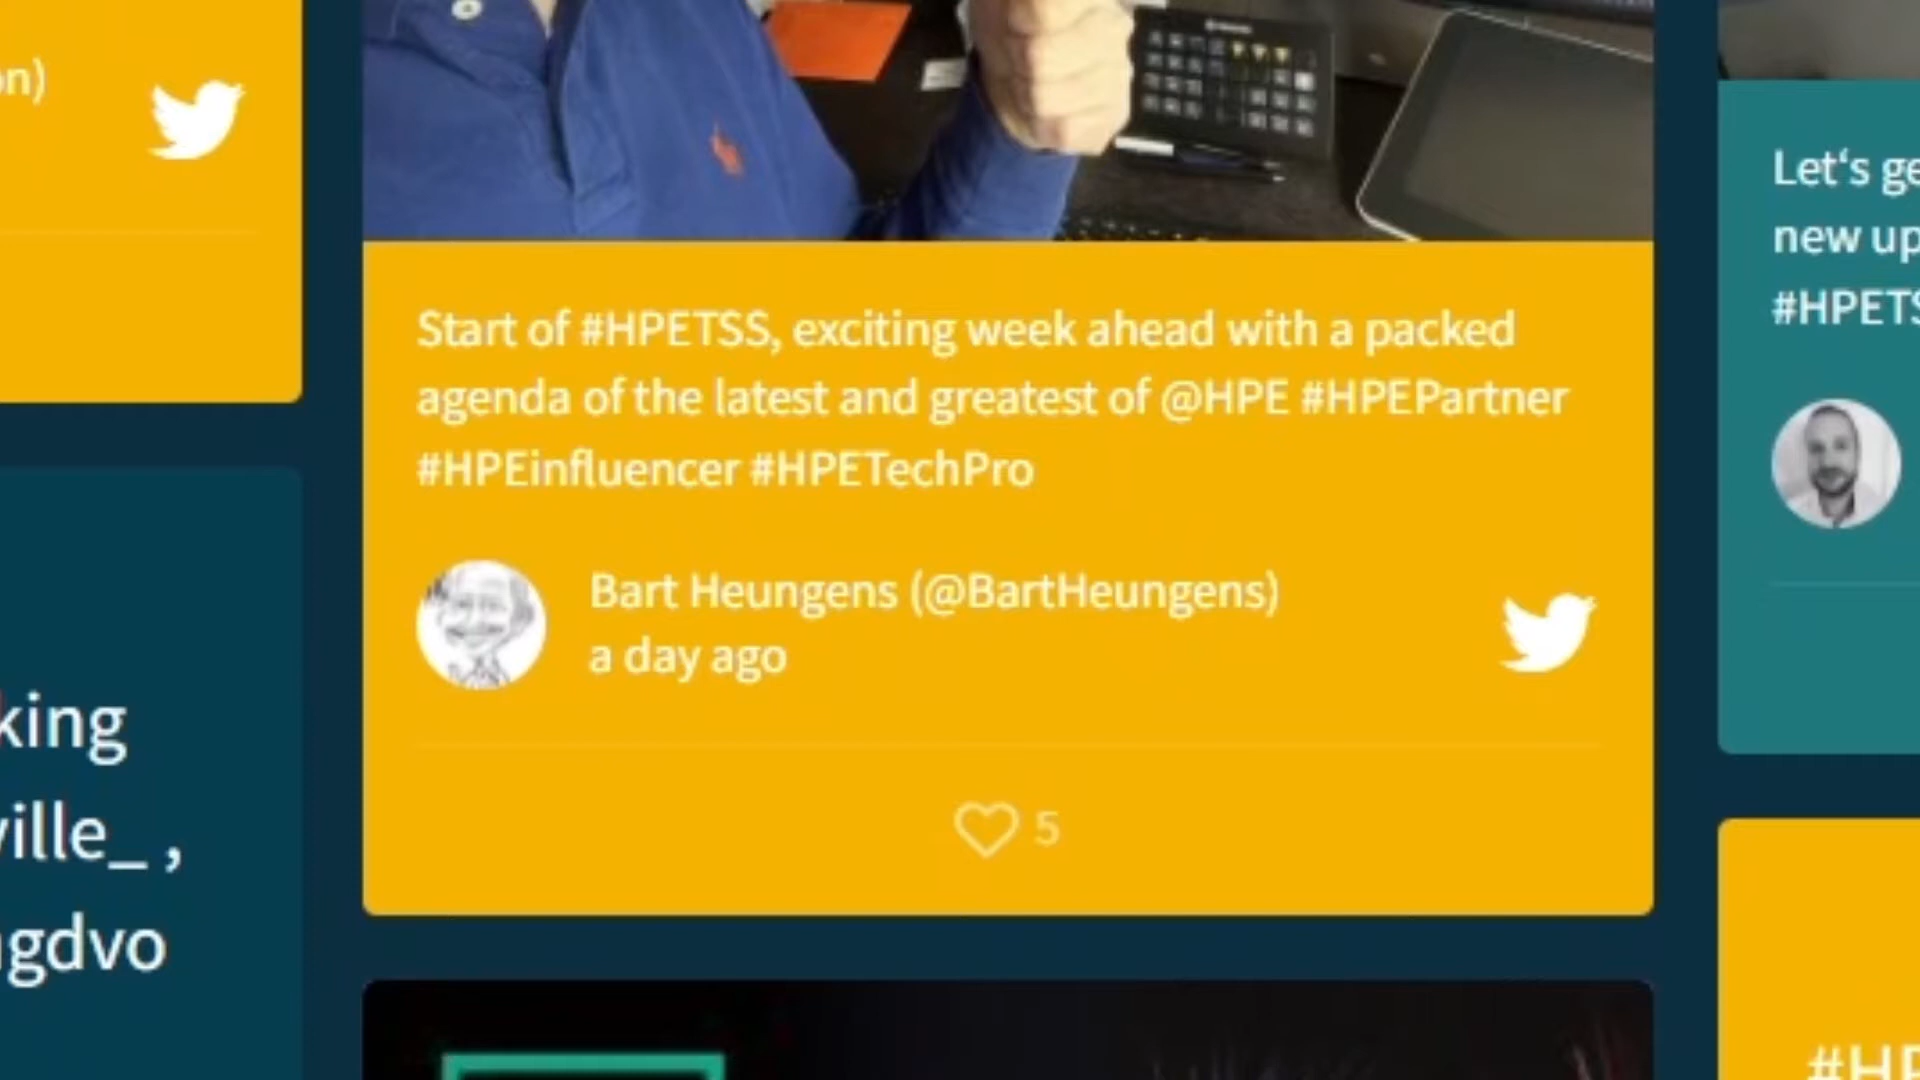 on)
Start of #HPETSS, exciting week ahead with a packed
agenda of the latest and greatest of @HPE #HPEPartner
#HPEinfluencer #HPETechPro
Bart Heungens (@BartHeungens)
a day ago
5
king
ville_ ,
gdvo
Let‘s ge
new up
#HPETS
#HP